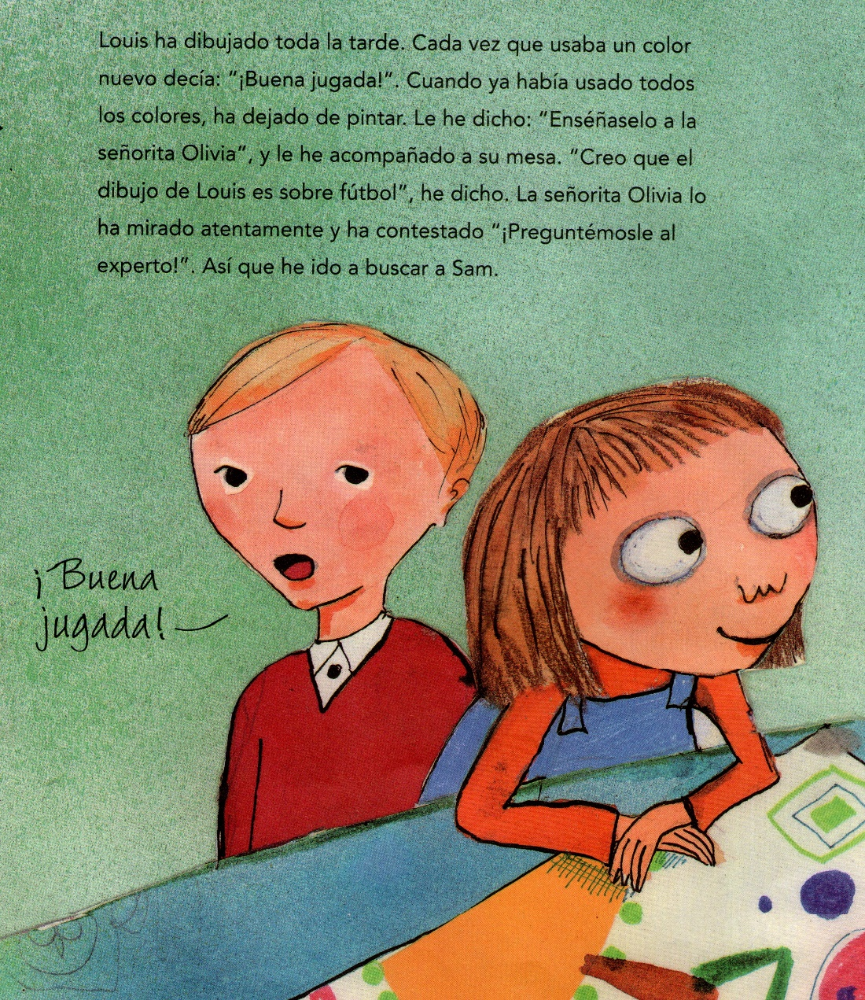 Louis ha dibujado toda la tarde. Cada vez que usaba un color
nuevo decía: “¡Buena jugada!“. Cuando ya había usado todos
los colores, ha dejado de pintar. Le he dicho: “Enséñaselo a la
señorita Olivia“, y le he acompañado a su mesa. “Creo que el
dibujo de Louis es sobre fútbol”, he dicho. La señorita Olivia lo
ha mirado atentamente y ha contestado “¡Preguntémosle al
experto!”. Así que he ido a buscar a Sam.
¡Buena
jugada!